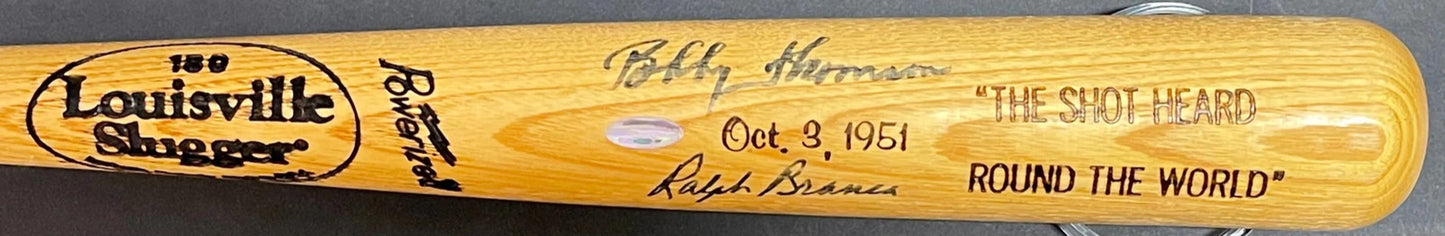 180
Louisville
Slugger
Powerized
Bobby Thomson
Oct. 3, 1951
Ralph Branca
"THE SHOT HEARD
ROUND THE WORLD"